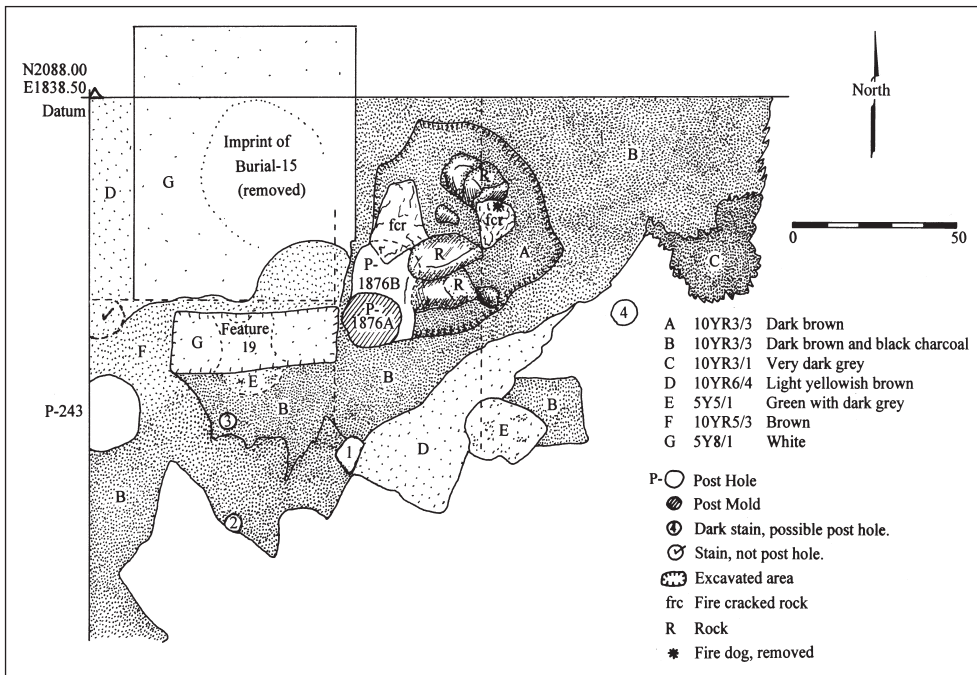 N2088.00
E1838.50
Datum
North
Imprint of
Burial-15
(removed)
B
R
D
G
fcr
fcr
R
A
P-
1876B
R
C
0 50
P-
1876A
4
G
Feature
19
F
E
B
B
B
P-243
3
1
D
E
B
2
A 10YR3/3 Dark brown
B 10YR3/3 Dark brown and black charcoal
C 10YR3/1 Very dark grey
D 10YR6/4 Light yellowish brown
E 5Y5/1 Green with dark grey
F 10YR5/3 Brown
G 5Y8/1 White
P- Post Hole
Post Mold
4 Dark stain, possible post hole.
Stain, not post hole.
Excavated area
frc Fire cracked rock
R Rock
* Fire dog, removed